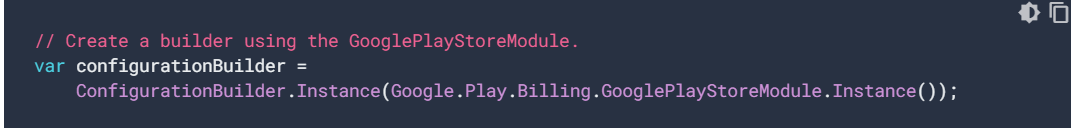 // Create a builder using the GooglePlayStoreModule.
var configurationBuilder =
    ConfigurationBuilder.Instance(Google.Play.Billing.GooglePlayStoreModule.Instance());